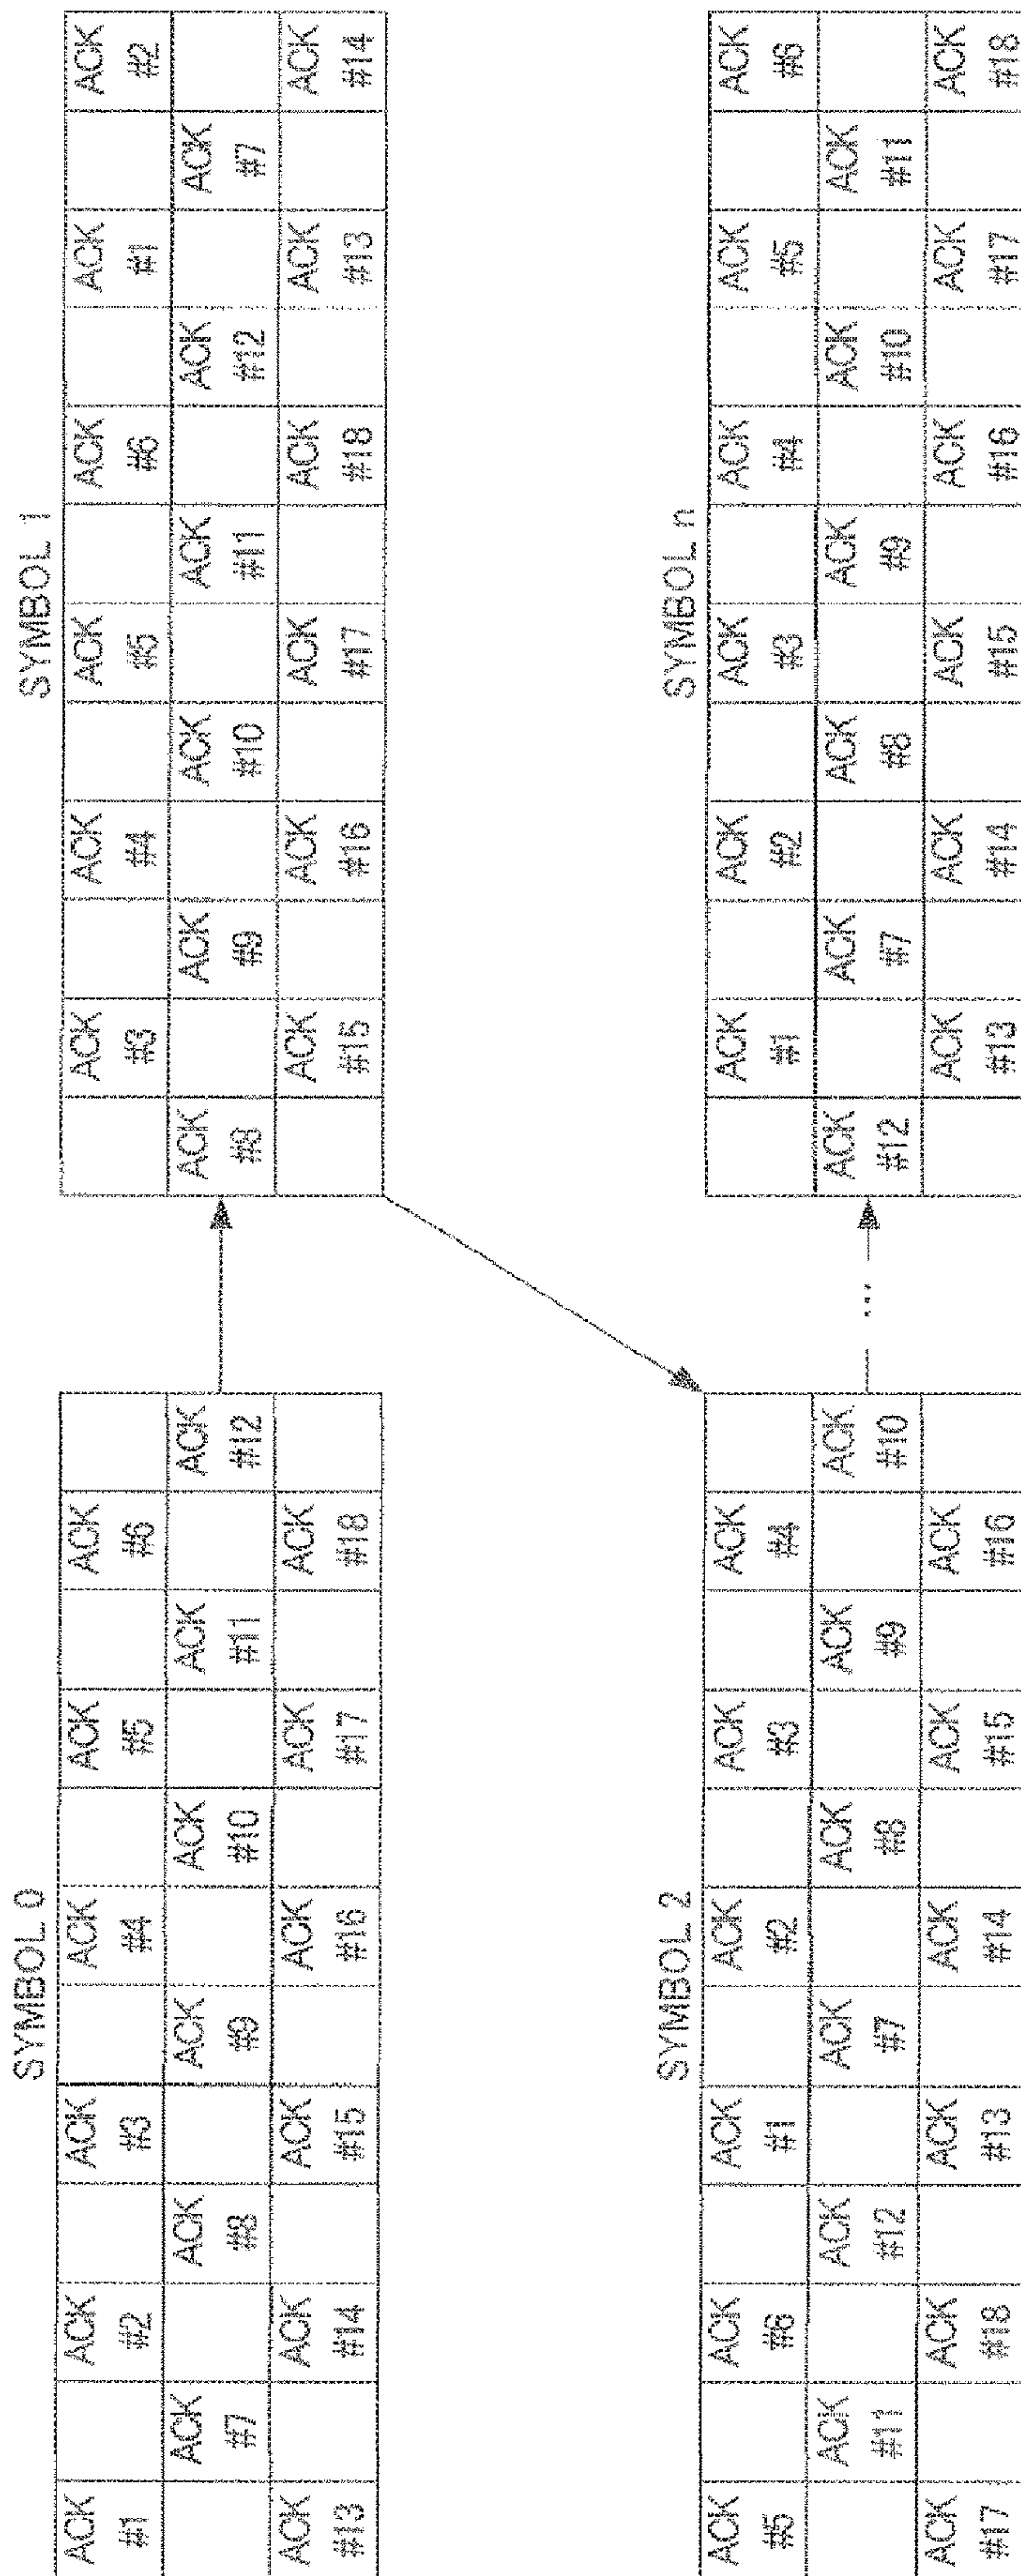 SYMBOL 0
ACK ACK ACK ACK ACK ACK
#1 #2 #3 #4 #5 #6
ACK ACK ACK ACK ACK ACK
#7 #8 #9 #10 #11 #12
ACK ACK ACK ACK ACK ACK
#13 #14 #15 #16 #17 #18
SYMBOL 1
ACK ACK ACK ACK ACK ACK
#3 #4 #5 #6 #1 #2
ACK ACK ACK ACK ACK ACK
#8 #9 #10 #11 #12 #7
ACK ACK ACK ACK ACK ACK
#15 #16 #17 #18 #13 #14
SYMBOL 2
ACK ACK ACK ACK ACK ACK
#5 #6 #1 #2 #3 #4
ACK ACK ACK ACK ACK ACK
#11 #12 #7 #8 #9 #10
ACK ACK ACK ACK ACK ACK
#17 #18 #13 #14 #15 #16
...
SYMBOL n
ACK ACK ACK ACK ACK ACK
#1 #2 #3 #4 #5 #6
ACK ACK ACK ACK ACK ACK
#12 #7 #8 #9 #10 #11
ACK ACK ACK ACK ACK ACK
#13 #14 #15 #16 #17 #18